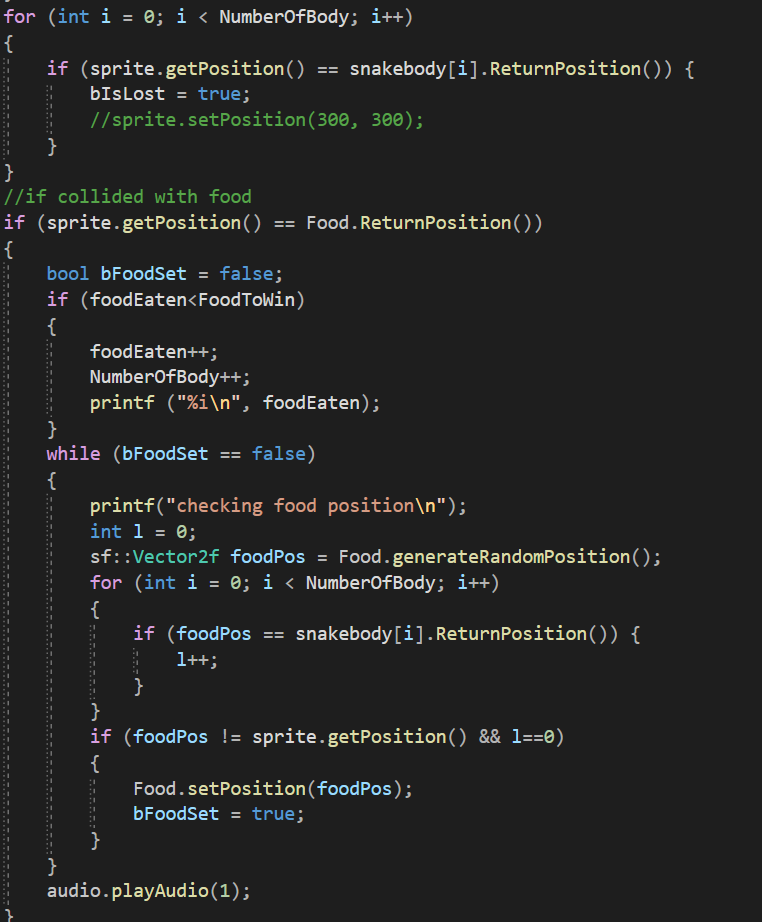 for (int i = 0; i < NumberOfBody; i++)
{
    if (sprite.getPosition() == snakebody[i].ReturnPosition()) {
        bIsLost = true;
        //sprite.setPosition(300, 300);
    }
}
//if collided with food
if (sprite.getPosition() == Food.ReturnPosition())
{
    bool bFoodSet = false;
    if (foodEaten<FoodToWin)
    {
        foodEaten++;
        NumberOfBody++;
        printf ("%i\n", foodEaten);
    }
    while (bFoodSet == false)
    {
        printf("checking food position\n");
        int l = 0;
        sf::Vector2f foodPos = Food.generateRandomPosition();
        for (int i = 0; i < NumberOfBody; i++)
        {
            if (foodPos == snakebody[i].ReturnPosition()) {
                l++;
            }
        }
        if (foodPos != sprite.getPosition() && l==0)
        {
            Food.setPosition(foodPos);
            bFoodSet = true;
        }
    }
    audio.playAudio(1);
}